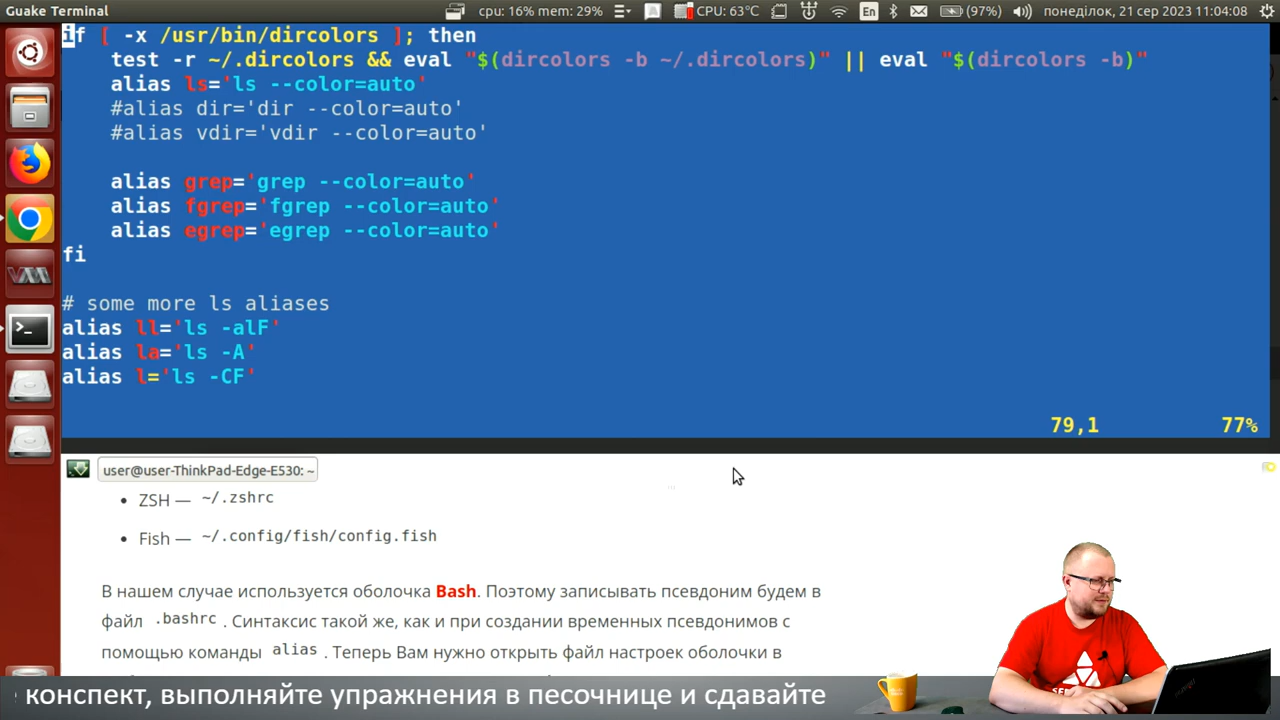 Guake Terminal
cpu: 16% mem: 29%
A
CPU: 63°C
En
(97%)
понеділок, 21 сер 2023 11:04:08
if [ -x /usr/bin/dircolors ]; then
test -r ~/.dircolors && eval "$(dircolors -b ~/.dircolors)" || eval "$(dircolors -b)"
alias ls='ls --color=auto'
#alias dir='dir --color=auto'
#alias vdir='vdir --color=auto'
alias grep='grep --color=auto'
alias fgrep='fgrep --color=auto'
alias egrep='egrep --color=auto'
fi
# some more ls aliases
alias ll='ls -alF'
alias la='ls -A'
alias l='ls -CF'
79,1 77%
user@user-ThinkPad-Edge-E530: ~
• ZSH — ~/.zshrc
• Fish — ~/.config/fish/config.fish
В нашем случае используется оболочка Bash. Поэтому записывать псевдоним будем в
файл .bashrc . Синтаксис такой же, как и при создании временных псевдонимов с
помощью команды alias . Теперь Вам нужно открыть файл настроек оболочки в
конспект, выполняйте упражнения в песочнице и сдавайте